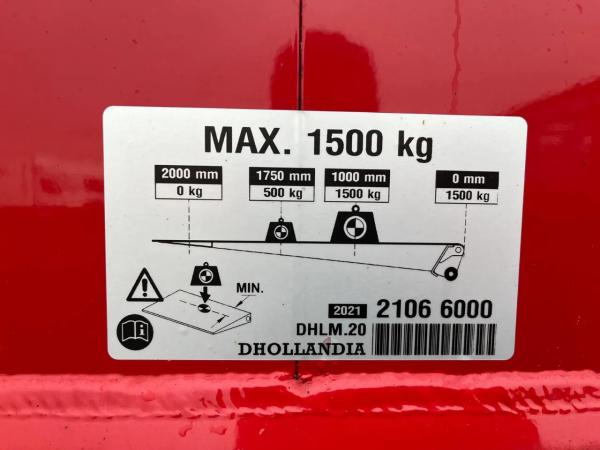 MAX. 1500 kg
2000 mm 1750 mm 1000 mm 0 mm
0 kg 500 kg 1500 kg 1500 kg
MIN.
2021 2106 6000
DHLM.20
DHOLLANDIA